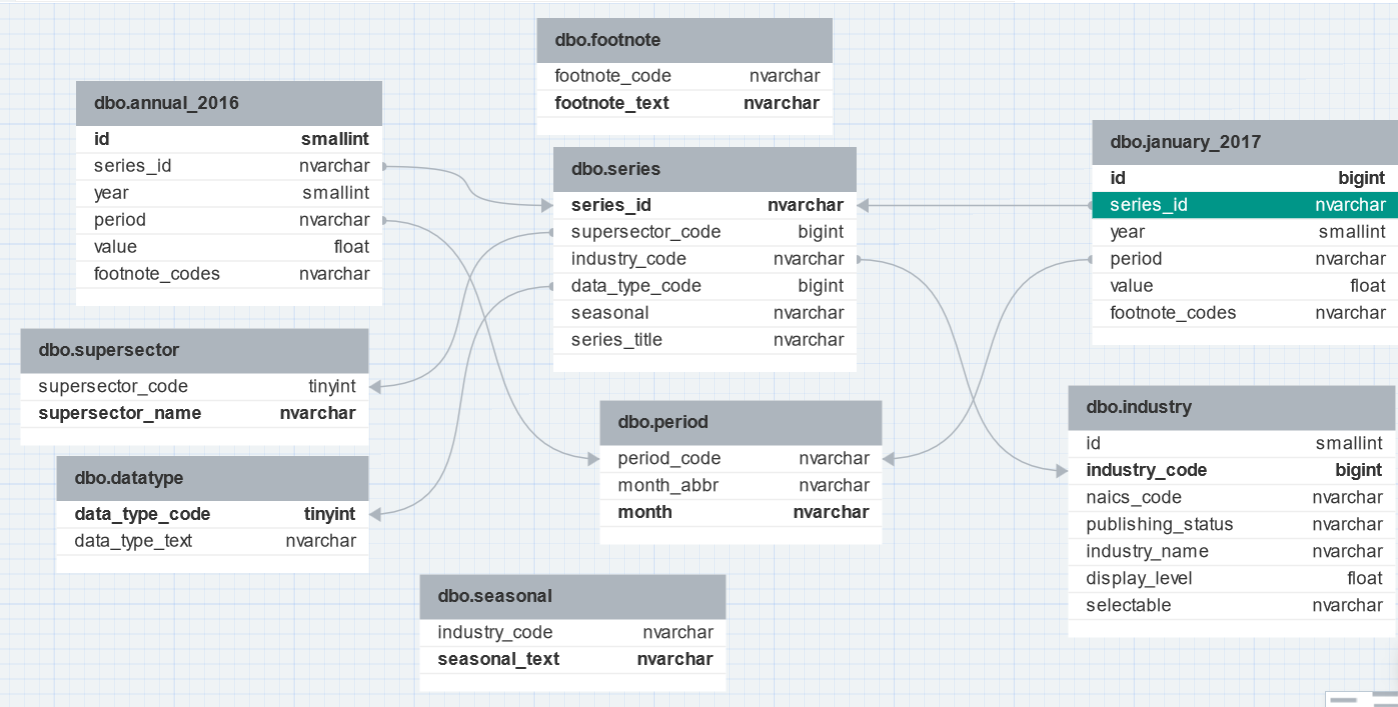 dbo.footnote
footnote_code nvarchar
footnote_text nvarchar
dbo.annual_2016
id smallint
series_id nvarchar
year smallint
period nvarchar
value float
footnote_codes nvarchar
dbo.series
series_id nvarchar
supersector_code bigint
industry_code nvarchar
data_type_code bigint
seasonal nvarchar
series_title nvarchar
dbo.january_2017
id bigint
series_id nvarchar
year smallint
period nvarchar
value float
footnote_codes nvarchar
dbo.supersector
supersector_code tinyint
supersector_name nvarchar
dbo.datatype
data_type_code tinyint
data_type_text nvarchar
dbo.period
period_code nvarchar
month_abbr nvarchar
month nvarchar
dbo.industry
id smallint
industry_code bigint
naics_code nvarchar
publishing_status nvarchar
industry_name nvarchar
display_level float
selectable nvarchar
dbo.seasonal
industry_code nvarchar
seasonal_text nvarchar